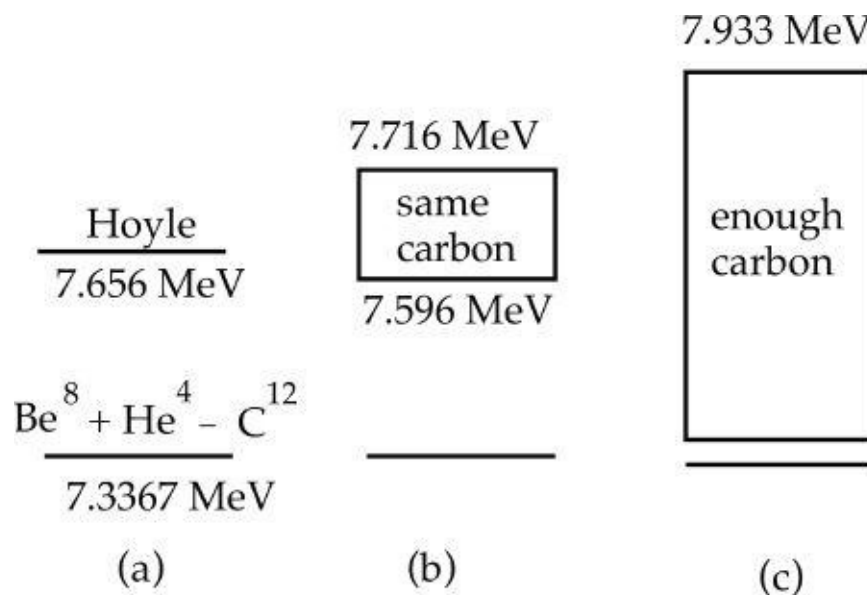 Hoyle
7.656 MeV
Be⁸ + He⁴ – C¹²
7.3367 MeV
(a)
7.716 MeV
same
carbon
7.596 MeV
(b)
7.933 MeV
enough
carbon
(c)